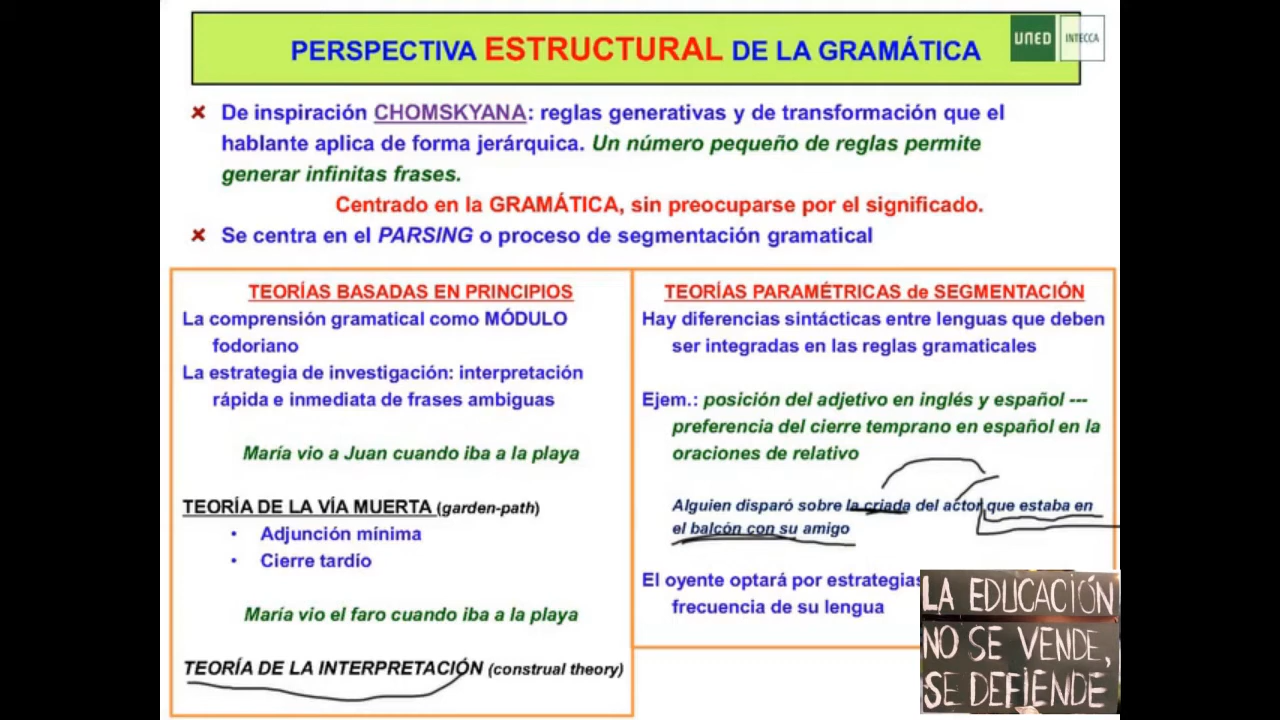 PERSPECTIVA ESTRUCTURAL DE LA GRAMÁTICA
UNED
INTECCA
De inspiración CHOMSKYANA: reglas generativas y de transformación que el
hablante aplica de forma jerárquica. Un número pequeño de reglas permite
generar infinitas frases.
Centrado en la GRAMÁTICA, sin preocuparse por el significado.
Se centra en el PARSING o proceso de segmentación gramatical
TEORÍAS BASADAS EN PRINCIPIOS
La comprensión gramatical como MÓDULO
fodoriano
La estrategia de investigación: interpretación
rápida e inmediata de frases ambiguas
María vio a Juan cuando iba a la playa
TEORÍA DE LA VÍA MUERTA (garden-path)
• Adjunción mínima
• Cierre tardío
María vio el faro cuando iba a la playa
TEORÍA DE LA INTERPRETACIÓN (construal theory)
TEORÍAS PARAMÉTRICAS de SEGMENTACIÓN
Hay diferencias sintácticas entre lenguas que deben
ser integradas en las reglas gramaticales
Ejem.: posición del adjetivo en inglés y español ---
preferencia del cierre temprano en español en la
oraciones de relativo
Alguien disparó sobre la criada del actor que estaba en
el balcón con su amigo
El oyente optará por estrategias
frecuencia de su lengua
LA EDUCACIÓN
NO SE VENDE,
SE DEFIENDE